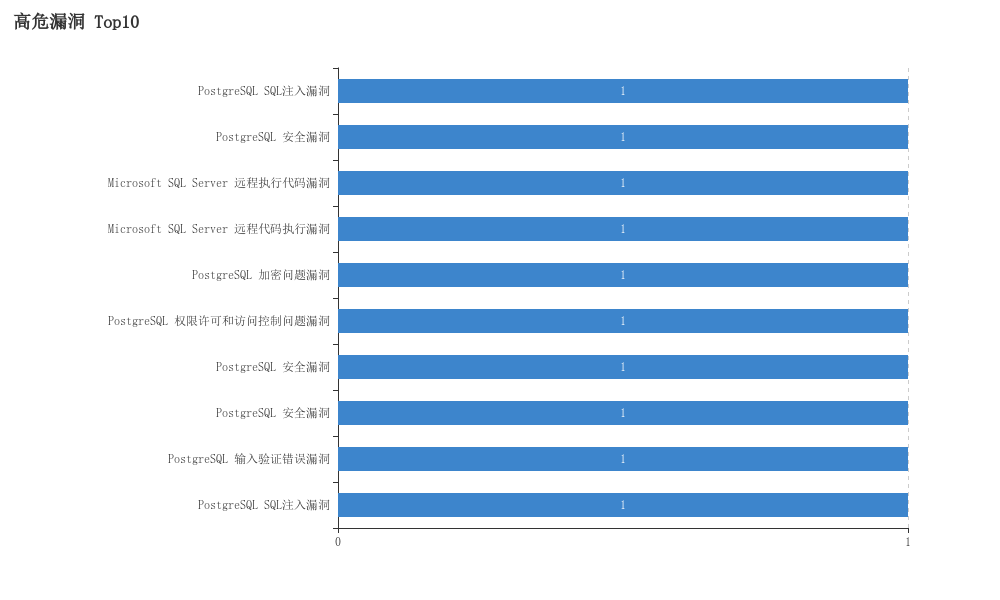 高危漏洞 Top10
PostgreSQL SQL注入漏洞 1
PostgreSQL 安全漏洞 1
Microsoft SQL Server 远程执行代码漏洞 1
Microsoft SQL Server 远程代码执行漏洞 1
PostgreSQL 加密问题漏洞 1
PostgreSQL 权限许可和访问控制问题漏洞 1
PostgreSQL 安全漏洞 1
PostgreSQL 安全漏洞 1
PostgreSQL 输入验证错误漏洞 1
PostgreSQL SQL注入漏洞 1
0 1